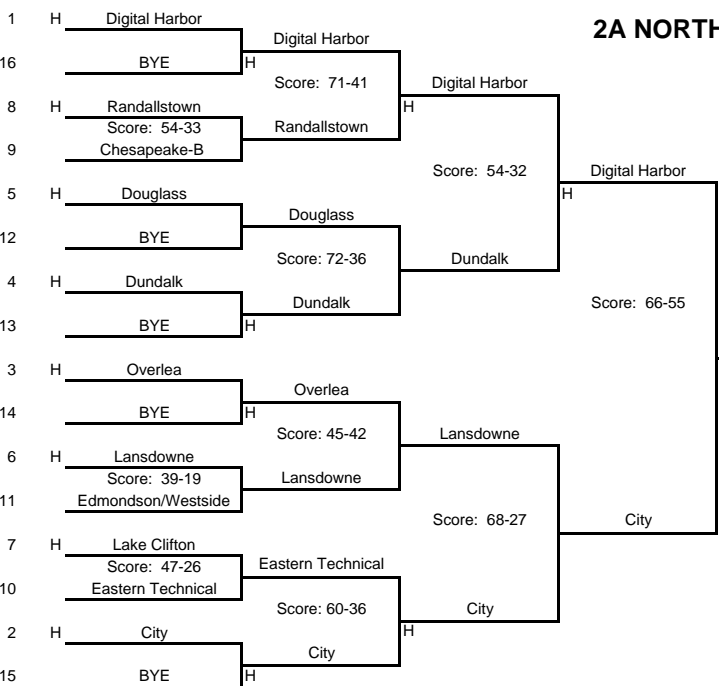 2A NORTH
1 H Digital Harbor
Digital Harbor
16 BYE H
Score: 71-41
Digital Harbor
8 H Randallstown H
Score: 54-33
Randallstown
9 Chesapeake-B
Score: 54-32
Digital Harbor
5 H Douglass H
Douglass
12 BYE
Score: 72-36
Dundalk
4 H Dundalk
Dundalk
Score: 66-55
13 BYE H
3 H Overlea
Overlea
14 BYE H
Score: 45-42
Lansdowne
6 H Lansdowne
Score: 39-19
Lansdowne
11 Edmondson/Westside
Score: 68-27
City
7 H Lake Clifton
Score: 47-26
Eastern Technical
10 Eastern Technical
Score: 60-36
City
2 H City H
City
15 BYE H